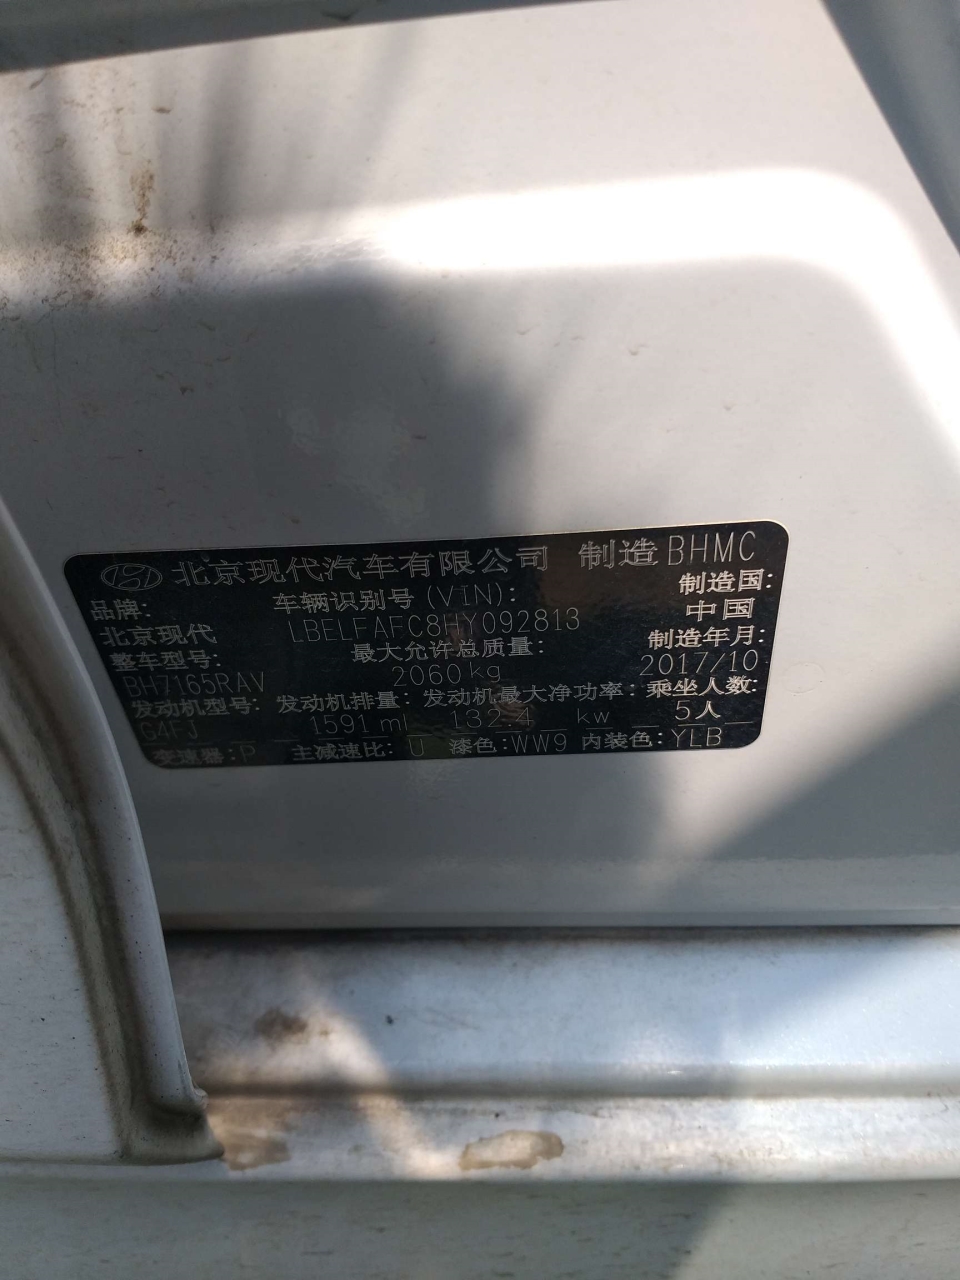 北京现代汽车有限公司 制造 BHMC
品牌: 车辆识别号(VIN): 制造国:
北京现代 LBELFAFC8HY092813 中国
整车型号: 最大允许总质量: 制造年月:
BH7165RAV 2060kg 2017/10
发动机型号: 发动机排量: 发动机最大净功率: 乘坐人数:
G4FJ 1591ml 132.4 kw 5人
变速器:P 主减速比:U 漆色:WW9 内装色:YLB